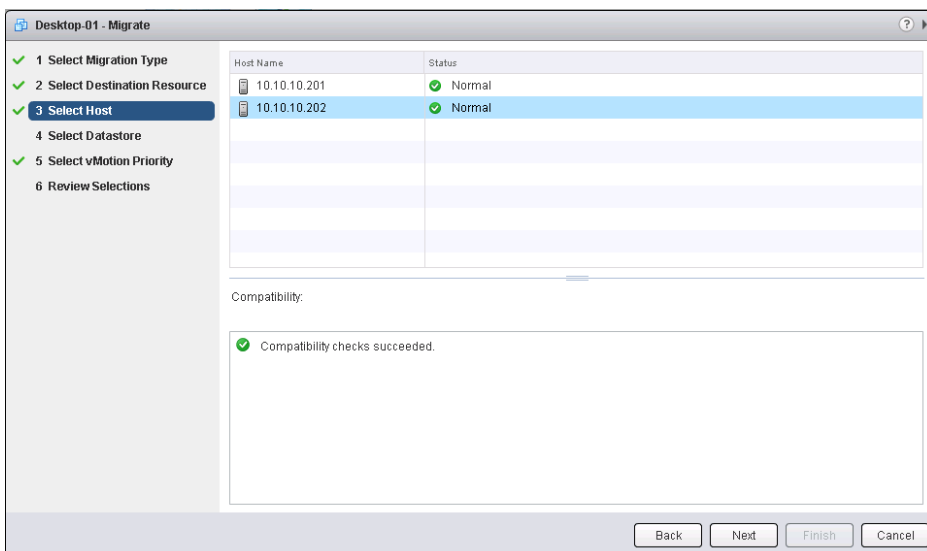 Desktop-01 - Migrate
?
1 Select Migration Type
2 Select Destination Resource
3 Select Host
4 Select Datastore
5 Select vMotion Priority
6 Review Selections
Host Name Status
10.10.10.201 Normal
10.10.10.202 Normal
Compatibility:
Compatibility checks succeeded.
Back Next Finish Cancel